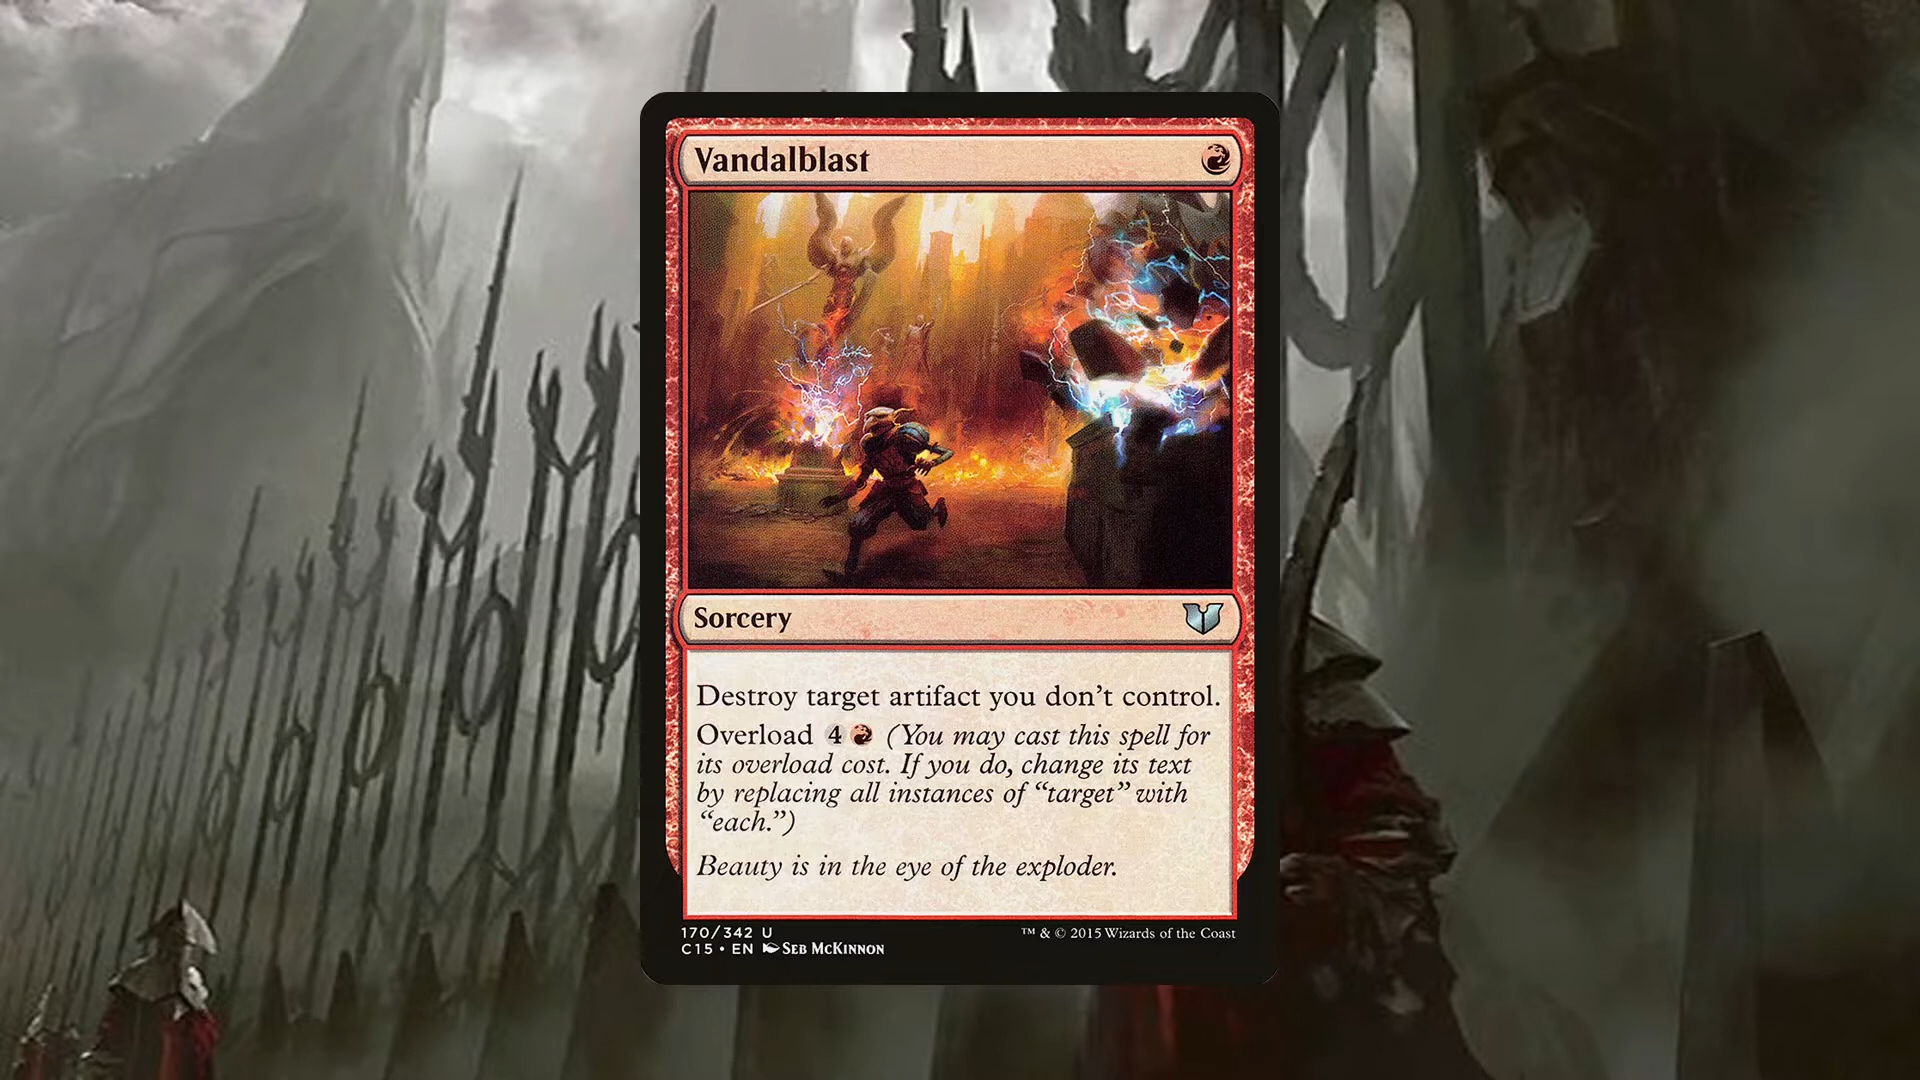 Vandalblast
Sorcery
Destroy target artifact you don't control.
Overload 4 (You may cast this spell for
its overload cost. If you do, change its text
by replacing all instances of “target” with
“each.”)
Beauty is in the eye of the exploder.
170/342 U
C15 • EN SEB MCKINNON
™ & © 2015 Wizards of the Coast